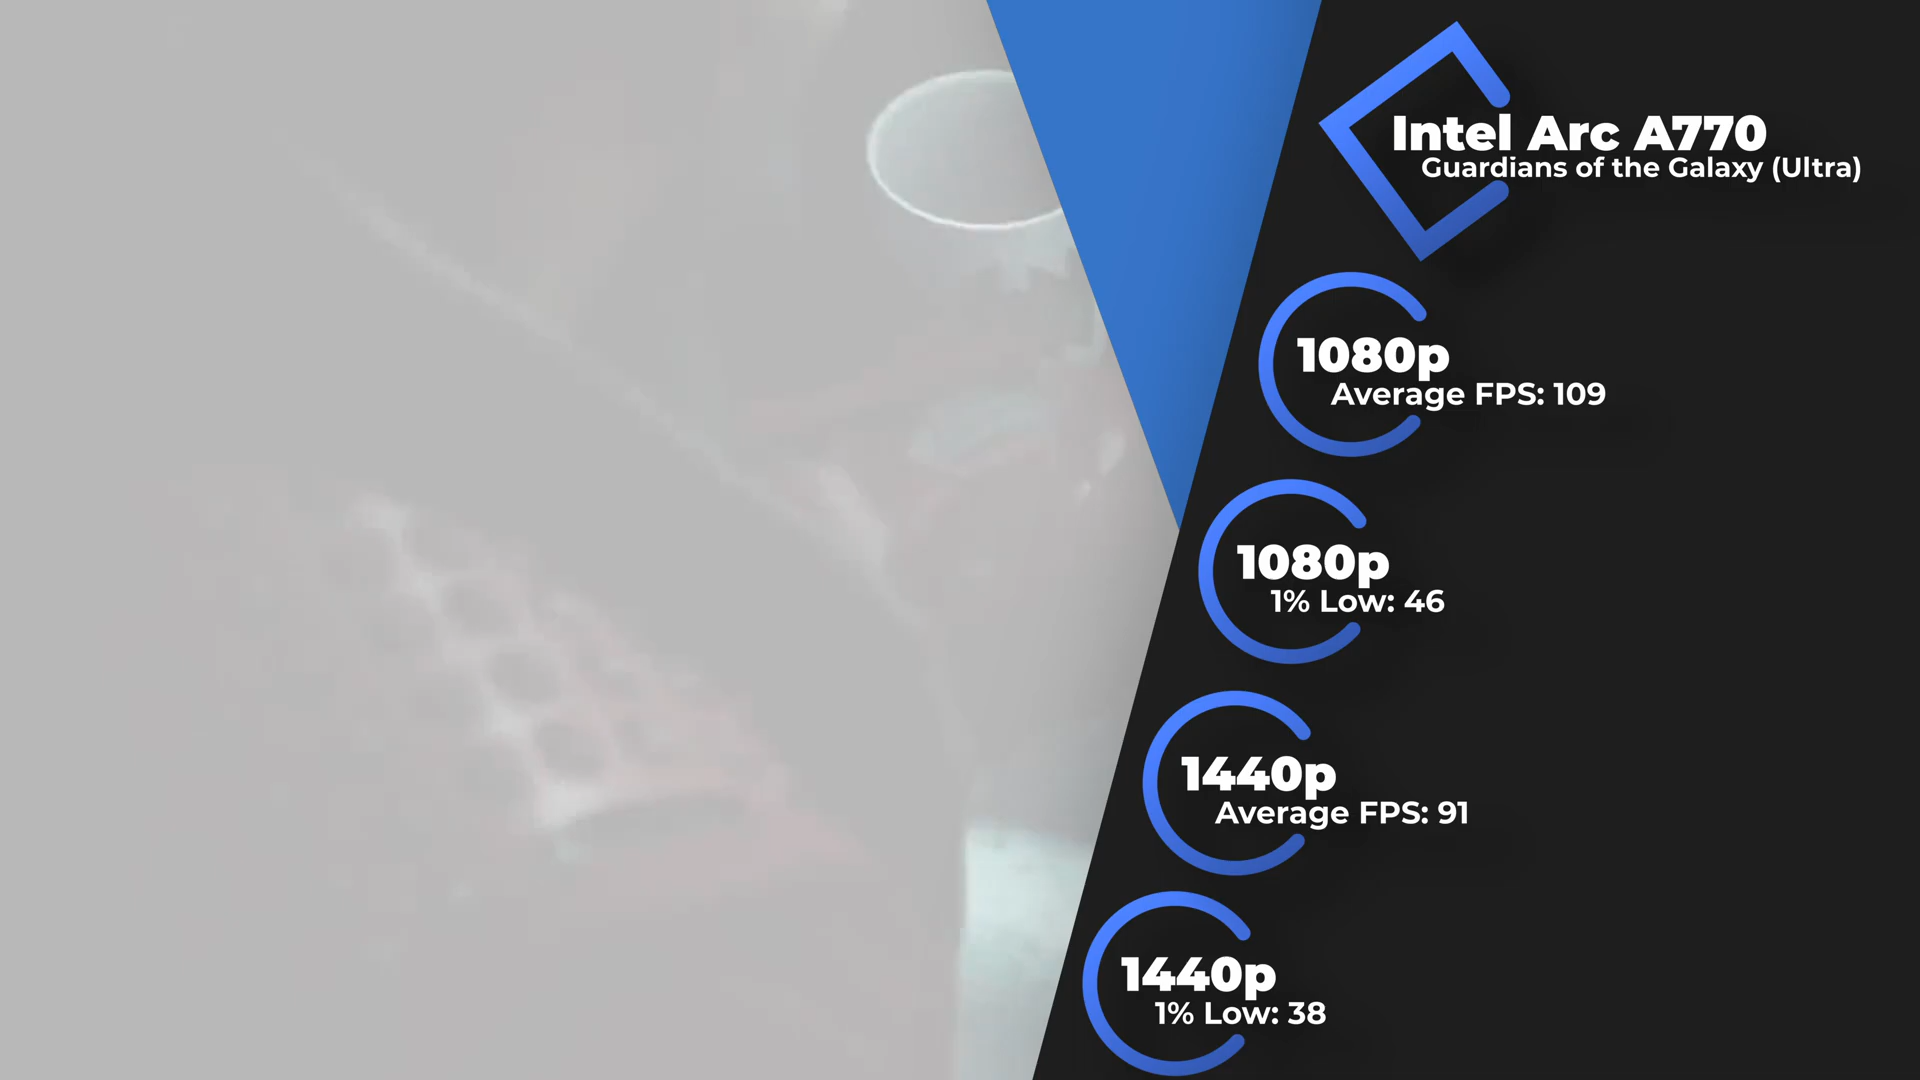 Intel Arc A770
Guardians of the Galaxy (Ultra)
1080p
Average FPS: 109
1080p
1% Low: 46
1440p
Average FPS: 91
1440p
1% Low: 38